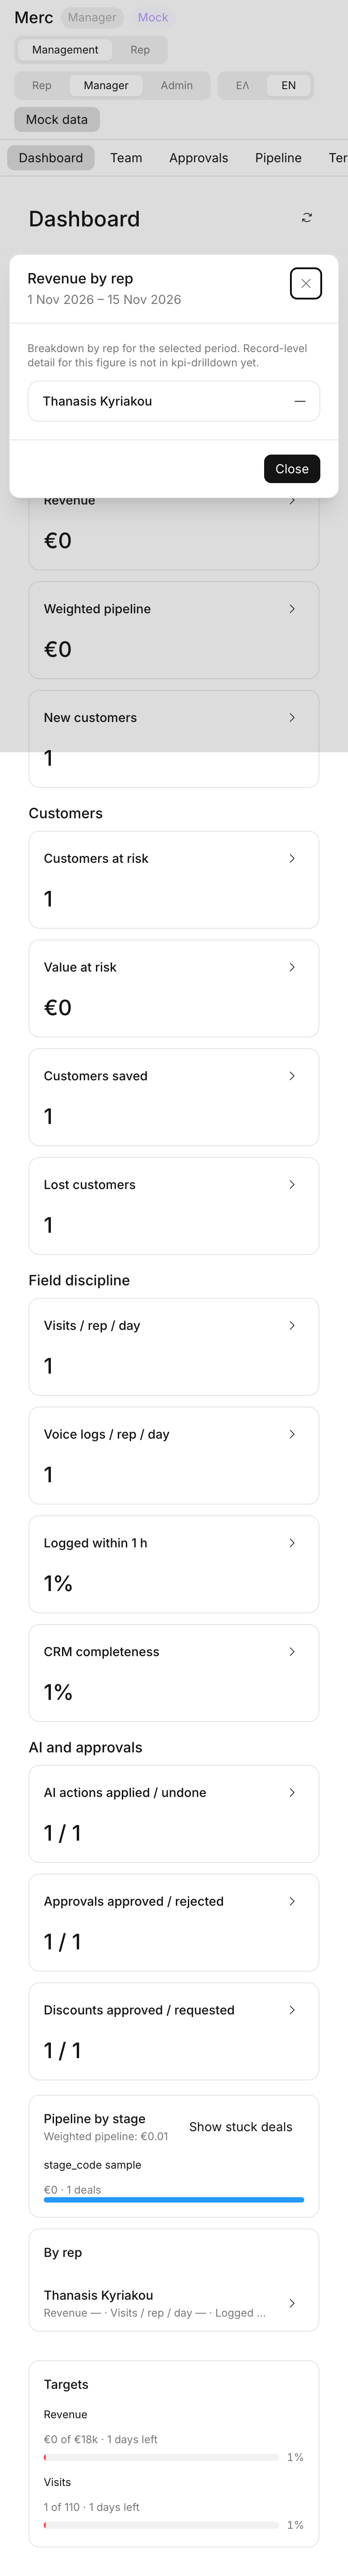 Merc Manager Mock
Management Rep
Rep Manager Admin ΕΛ EN
Mock data
Dashboard Team Approvals Pipeline Ter
Dashboard
Revenue by rep
1 Nov 2026 – 15 Nov 2026
Breakdown by rep for the selected period. Record-level
detail for this figure is not in kpi-drilldown yet.
Thanasis Kyriakou —
Close
Revenue
€0
Weighted pipeline
€0
New customers
1
Customers
Customers at risk
1
Value at risk
€0
Customers saved
1
Lost customers
1
Field discipline
Visits / rep / day
1
Voice logs / rep / day
1
Logged within 1 h
1%
CRM completeness
1%
AI and approvals
AI actions applied / undone
1 / 1
Approvals approved / rejected
1 / 1
Discounts approved / requested
1 / 1
Pipeline by stage
Weighted pipeline: €0.01
Show stuck deals
stage_code sample
€0 · 1 deals
By rep
Thanasis Kyriakou
Revenue — · Visits / rep / day — · Logged ...
Targets
Revenue
€0 of €18k · 1 days left
1%
Visits
1 of 110 · 1 days left
1%